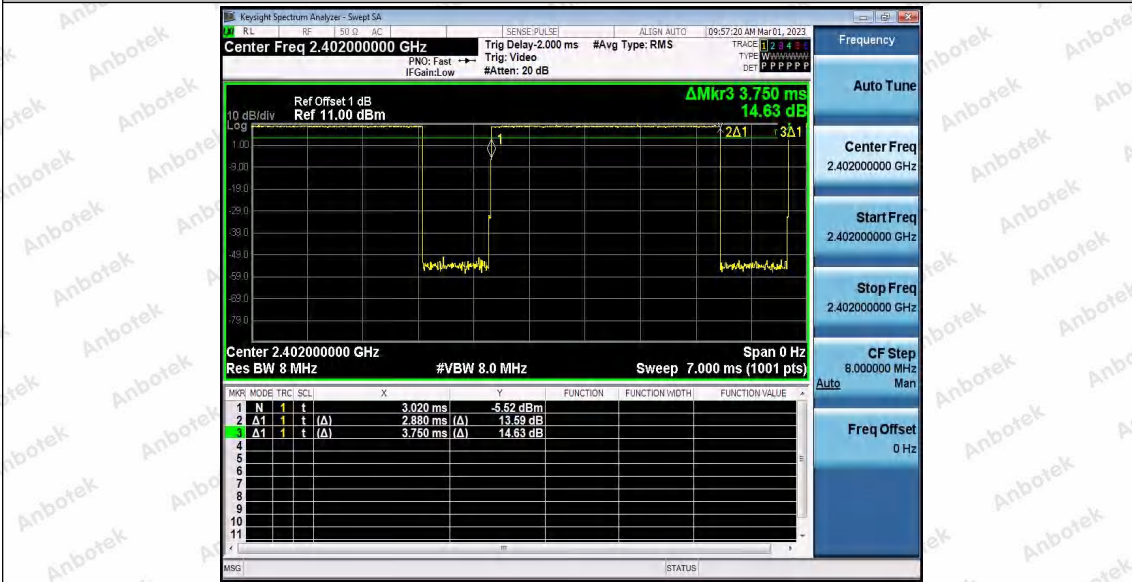 Keysight Spectrum Analyzer - Swept SA
RL RF 50 Ω AC SENSE:PULSE ALIGN AUTO 09:57:20 AM Mar 01, 2023
Center Freq 2.402000000 GHz Trig Delay-2.000 ms #Avg Type: RMS TRACE 1 2 3 4 5 6
PNO: Fast Trig: Video TYPE WWWWWW
IFGain:Low #Atten: 20 dB DET P P P P P P
Frequency
Auto Tune
Center Freq
2.402000000 GHz
Start Freq
2.402000000 GHz
Stop Freq
2.402000000 GHz
CF Step
8.000000 MHz
Auto Man
Freq Offset
0 Hz
ΔMkr3 3.750 ms
14.63 dB
Ref Offset 1 dB
10 dB/div Ref 11.00 dBm
Log
1.00
-9.00
-19.0
-29.0
-39.0
-49.0
-59.0
-69.0
-79.0
1
2Δ1
3Δ1
Center 2.402000000 GHz Span 0 Hz
Res BW 8 MHz #VBW 8.0 MHz Sweep 7.000 ms (1001 pts)
MKR MODE TRC SCL X Y FUNCTION FUNCTION WIDTH FUNCTION VALUE
1 N 1 t 3.020 ms -5.52 dBm
2 Δ1 1 t (Δ) 2.880 ms (Δ) 13.59 dB
3 Δ1 1 t (Δ) 3.750 ms (Δ) 14.63 dB
4
5
6
7
8
9
10
11
MSG STATUS
Anbotek